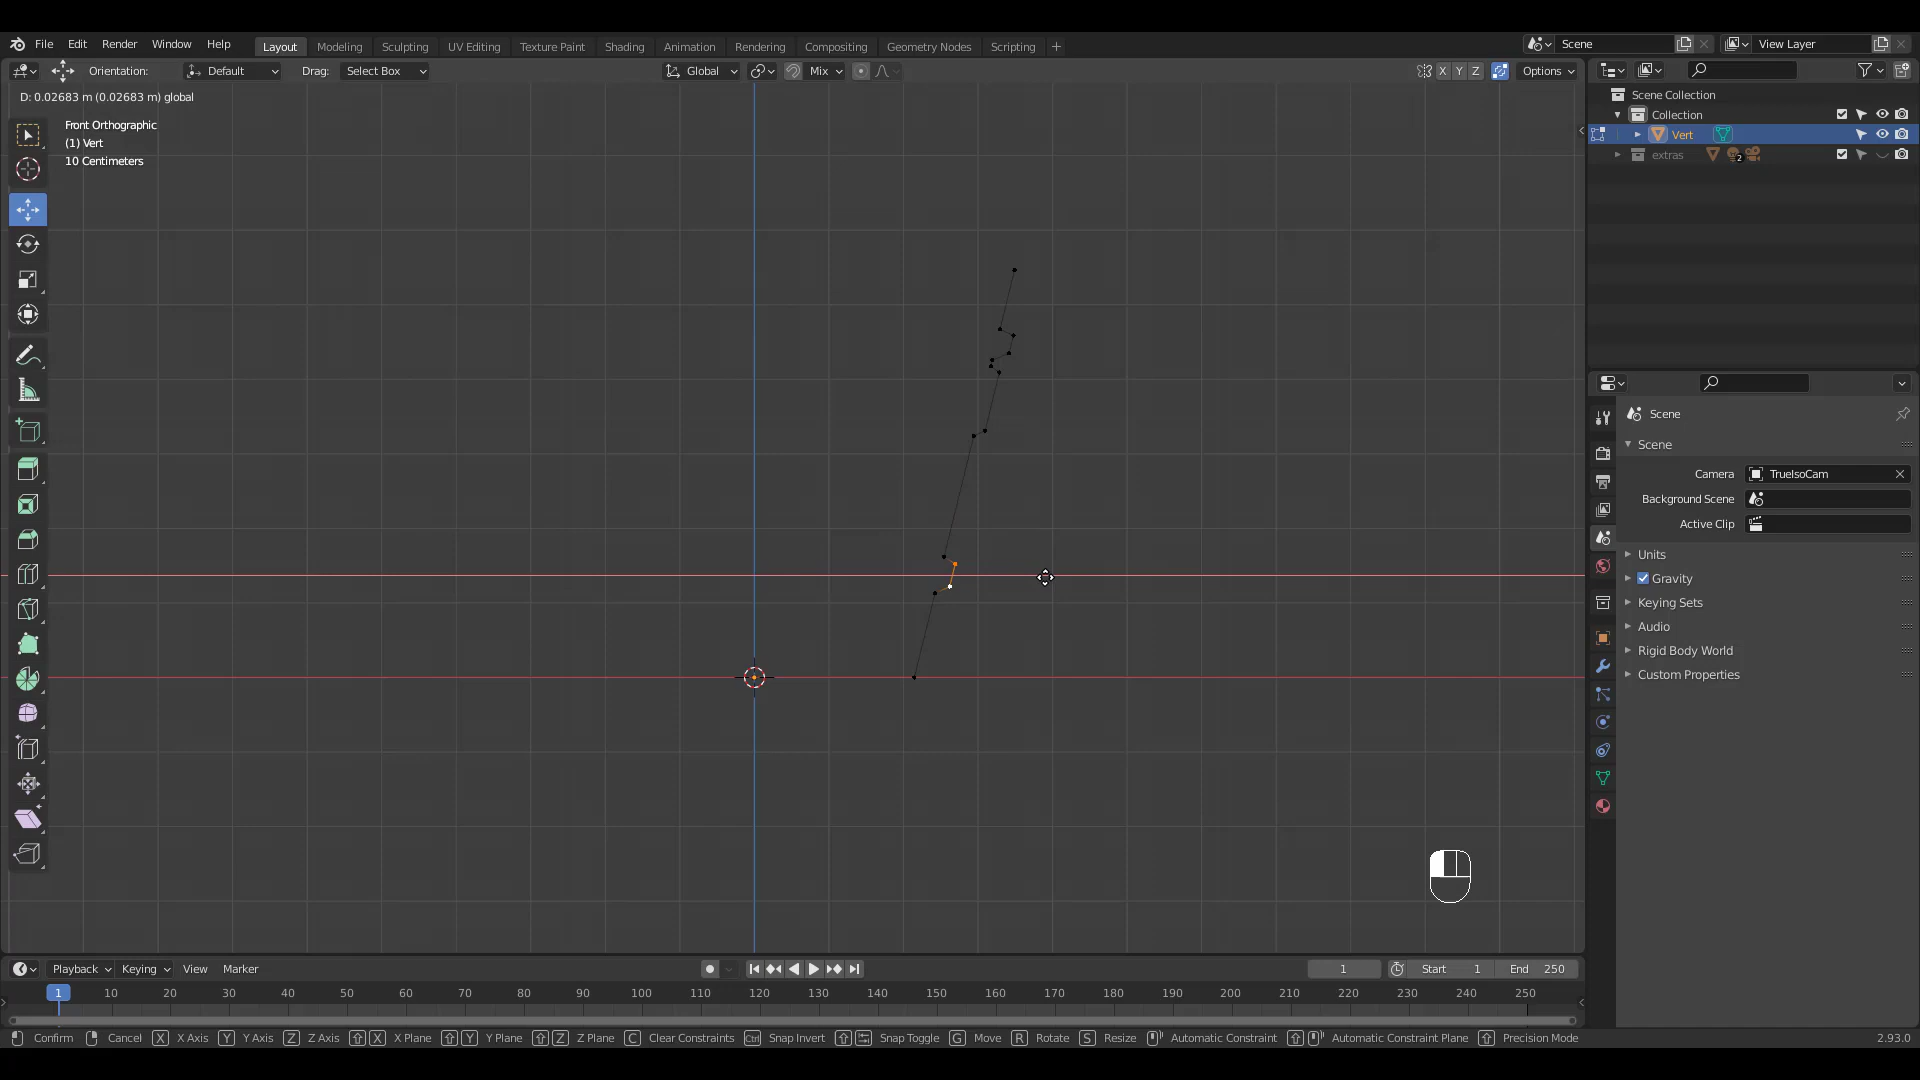 File Edit Render Window Help Layout Modeling Sculpting UV Editing Texture Paint Shading Animation Rendering Compositing Geometry Nodes Scripting + Scene View Layer
Orientation: Default Drag: Select Box Global Mix X Y Z Options
D: 0.02683 m (0.02683 m) global
Front Orthographic
(1) Vert
10 Centimeters
Scene Collection
Collection
Vert
extras 2
Scene
Scene
Camera TrueIsoCam
Background Scene
Active Clip
Units
Gravity
Keying Sets
Audio
Rigid Body World
Custom Properties
Playback Keying View Marker 1 Start 1 End 250
1 10 20 30 40 50 60 70 80 90 100 110 120 130 140 150 160 170 180 190 200 210 220 230 240 250
Confirm Cancel X X Axis Y Y Axis Z Z Axis X X Plane Y Y Plane Z Z Plane C Clear Constraints Ctrl Snap Invert Snap Toggle G Move R Rotate S Resize Automatic Constraint Automatic Constraint Plane Precision Mode 2.93.0